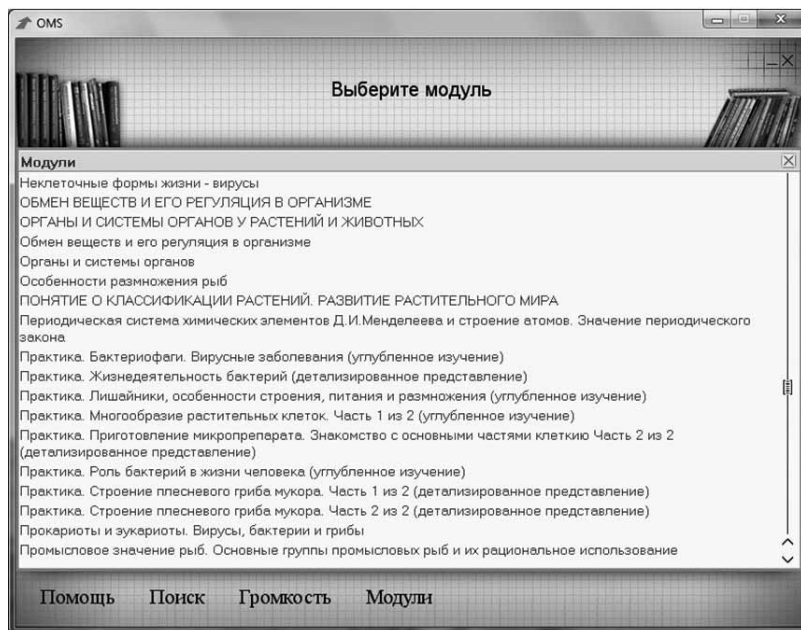 OMS
Выберите модуль
Модули
Неклеточные формы жизни - вирусы
ОБМЕН ВЕЩЕСТВ И ЕГО РЕГУЛЯЦИЯ В ОРГАНИЗМЕ
ОРГАНЫ И СИСТЕМЫ ОРГАНОВ У РАСТЕНИЙ И ЖИВОТНЫХ
Обмен веществ и его регуляция в организме
Органы и системы органов
Особенности размножения рыб
ПОНЯТИЕ О КЛАССИФИКАЦИИ РАСТЕНИЙ. РАЗВИТИЕ РАСТИТЕЛЬНОГО МИРА
Периодическая система химических элементов Д.И.Менделеева и строение атомов. Значение периодического
закона
Практика. Бактериофаги. Вирусные заболевания (углубленное изучение)
Практика. Жизнедеятельность бактерий (детализированное представление)
Практика. Лишайники, особенности строения, питания и размножения (углубленное изучение)
Практика. Многообразие растительных клеток. Часть 1 из 2 (углубленное изучение)
Практика. Приготовление микропрепарата. Знакомство с основными частями клеткию Часть 2 из 2
(детализированное представление)
Практика. Роль бактерий в жизни человека (углубленное изучение)
Практика. Строение плесневого гриба мукора. Часть 1 из 2 (детализированное представление)
Практика. Строение плесневого гриба мукора. Часть 2 из 2 (детализированное представление)
Прокариоты и эукариоты. Вирусы, бактерии и грибы
Промысловое значение рыб. Основные группы промысловых рыб и их рациональное использование
Помощь Поиск Громкость Модули